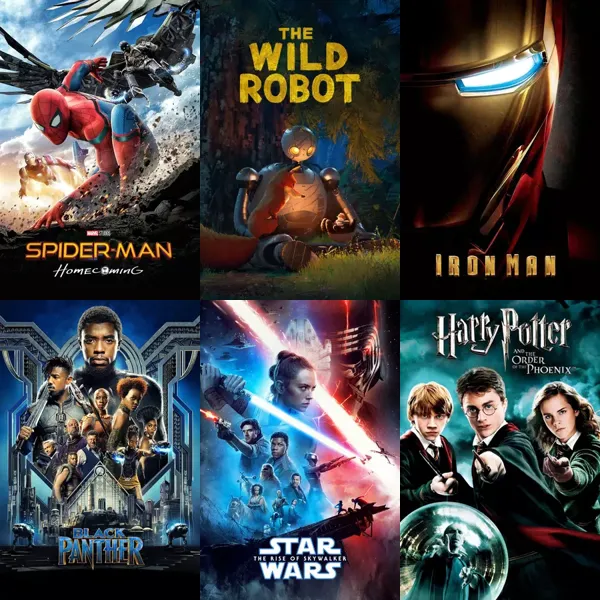 MARVEL STUDIOS
SPIDER-MAN
HOMECOMING
THE
WILD
ROBOT
IRON MAN
BLACK
PANTHER
STAR
THE RISE OF SKYWALKER
WARS
Harry Potter
AND THE
ORDER
OF THE
PHOENIX